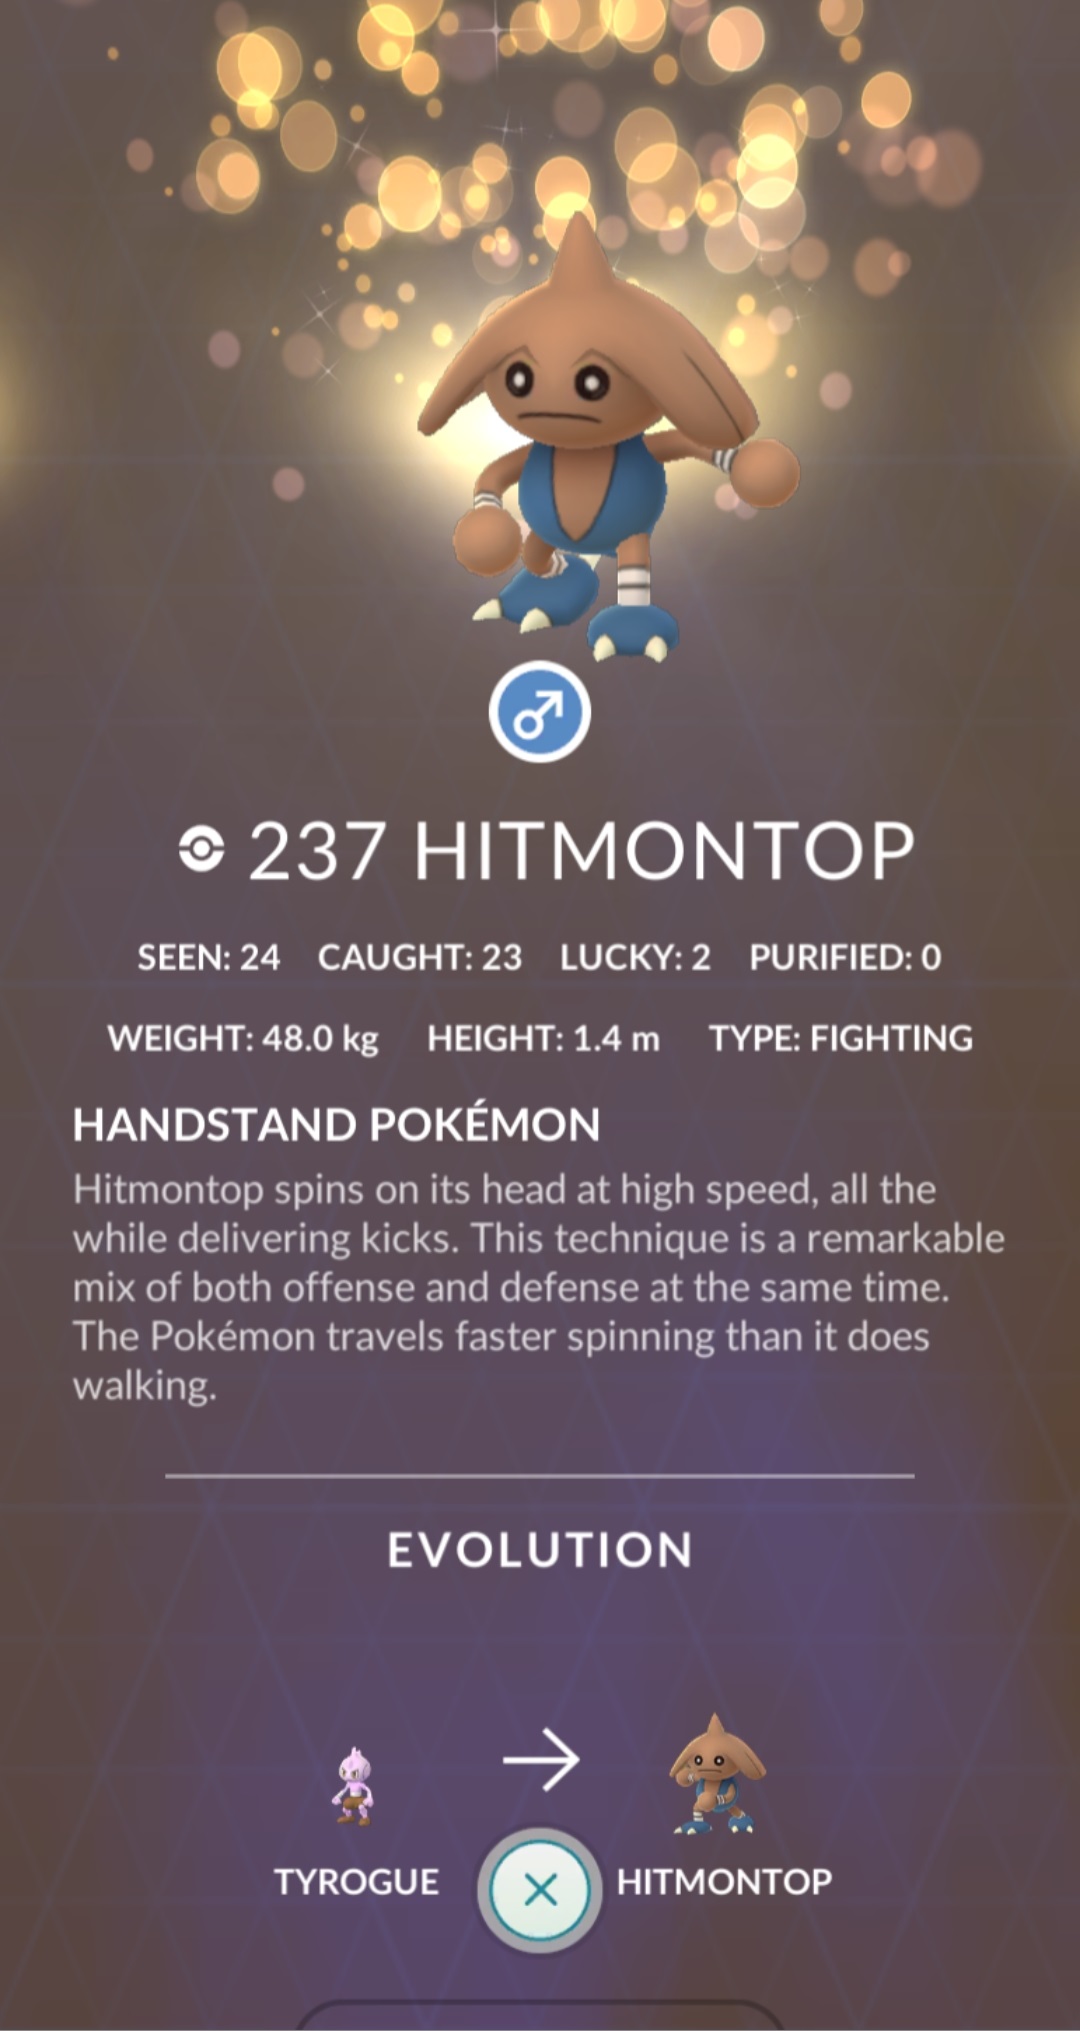 237 HITMONTOP
SEEN: 24 CAUGHT: 23 LUCKY: 2 PURIFIED: 0
WEIGHT: 48.0 kg HEIGHT: 1.4 m TYPE: FIGHTING
HANDSTAND POKÉMON
Hitmontop spins on its head at high speed, all the
while delivering kicks. This technique is a remarkable
mix of both offense and defense at the same time.
The Pokémon travels faster spinning than it does
walking.
EVOLUTION
TYROGUE HITMONTOP